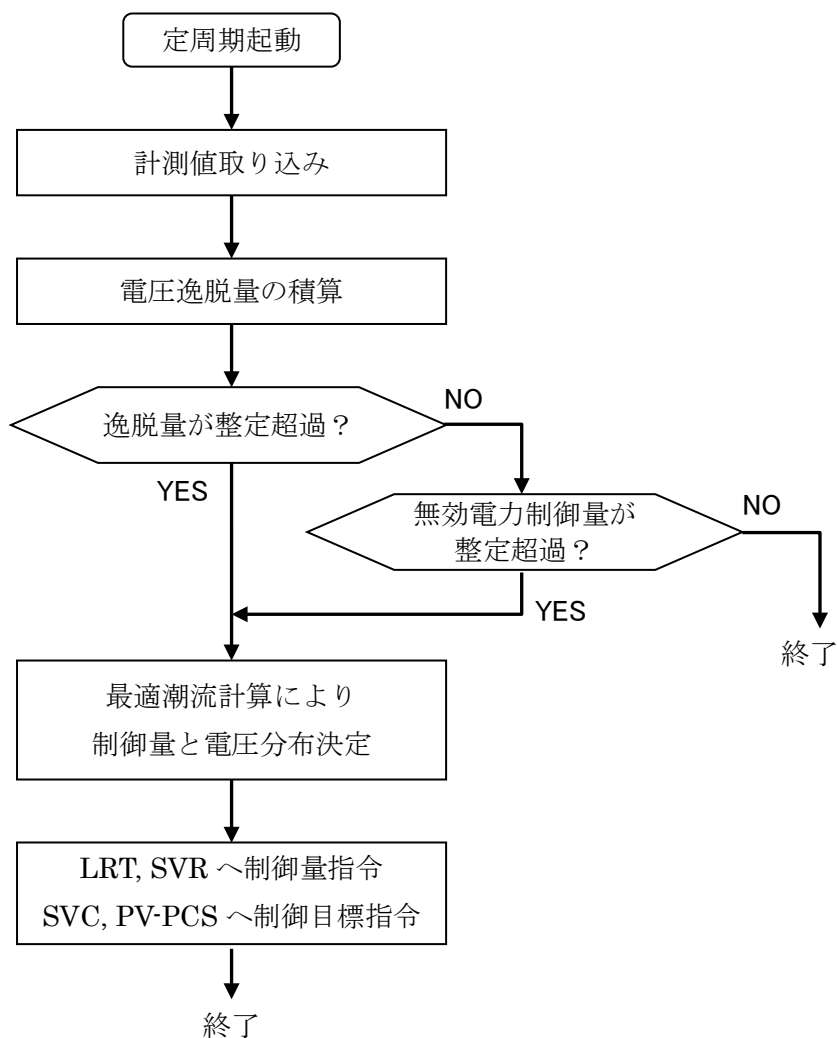 定周期起動
計測値取り込み
電圧逸脱量の積算
逸脱量が整定超過？
NO
YES
無効電力制御量が
整定超過？
NO
YES
終了
最適潮流計算により
制御量と電圧分布決定
LRT, SVR へ制御量指令
SVC, PV-PCS へ制御目標指令
終了